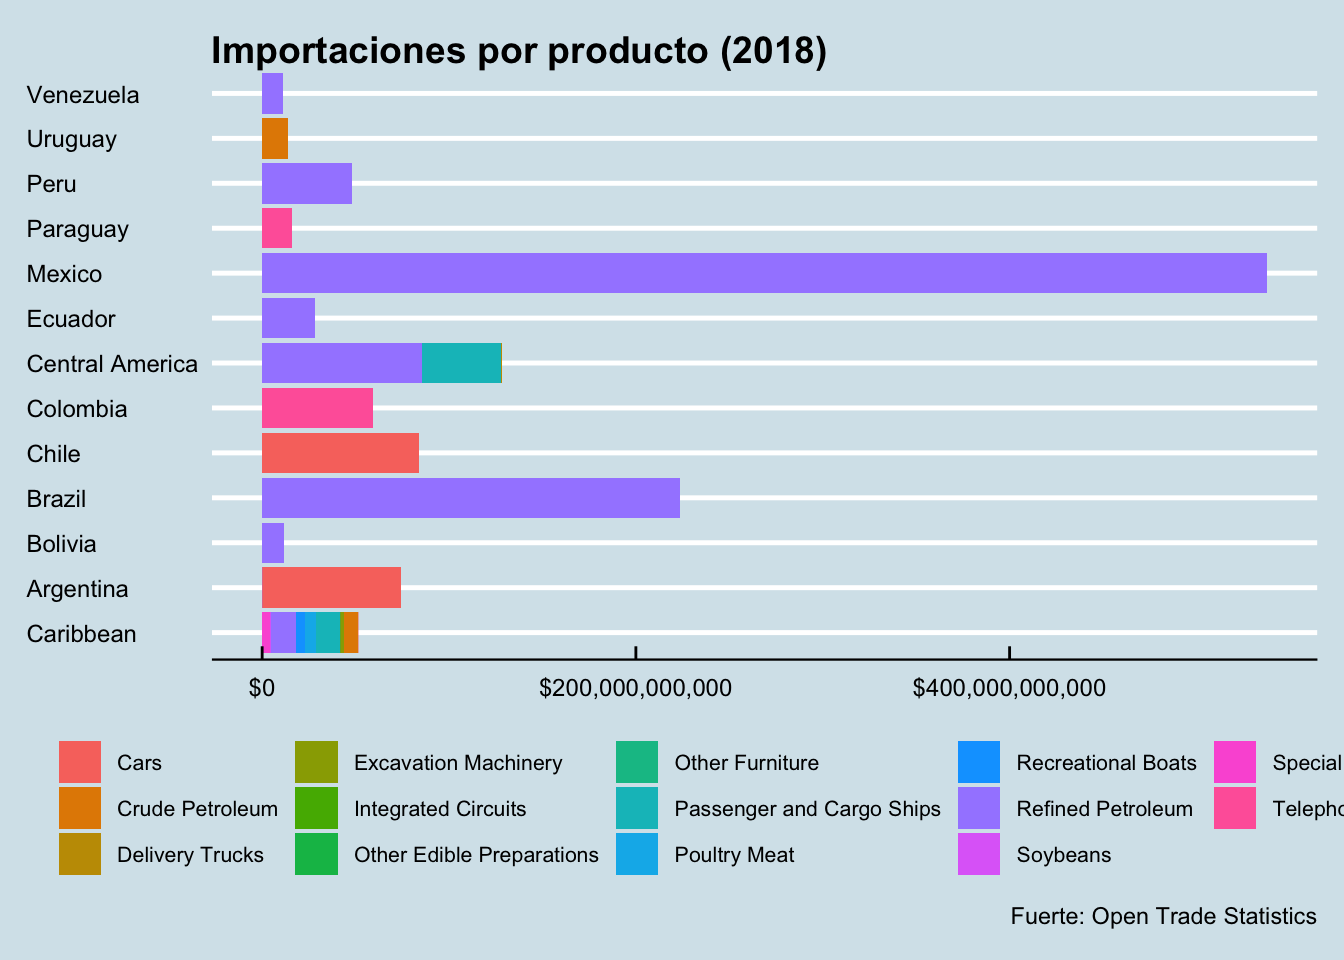 Importaciones por producto (2018)
Venezuela
Uruguay
Peru
Paraguay
Mexico
Ecuador
Central America
Colombia
Chile
Brazil
Bolivia
Argentina
Caribbean
$0 $200,000,000,000 $400,000,000,000
Cars Excavation Machinery Other Furniture Recreational Boats Special
Crude Petroleum Integrated Circuits Passenger and Cargo Ships Refined Petroleum
Delivery Trucks Other Edible Preparations Poultry Meat Soybeans
Fuerte: Open Trade Statistics